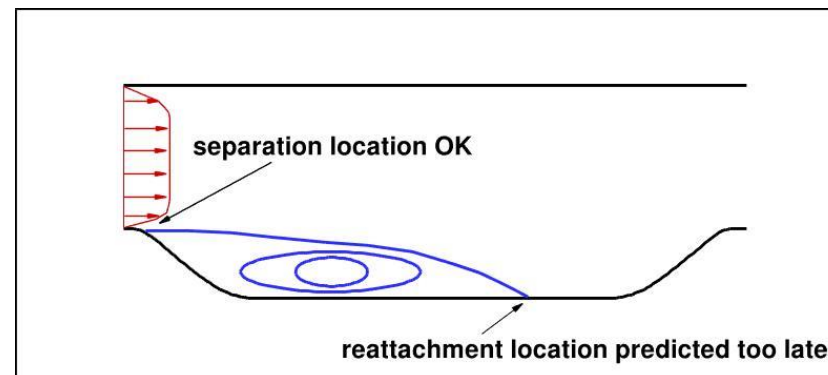 separation location OK
reattachment location predicted too late